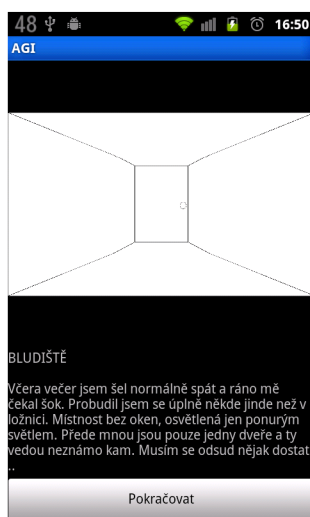 48 16:50
AGI
BLUDIŠTĚ
Včera večer jsem šel normálně spát a ráno mě
čekal šok. Probudil jsem se úplně někde jinde než v
ložnici. Místnost bez oken, osvětlená jen ponurým
světlem. Přede mnou jsou pouze jedny dveře a ty
vedou neznámo kam. Musím se odsud nějak dostat
..
Pokračovat